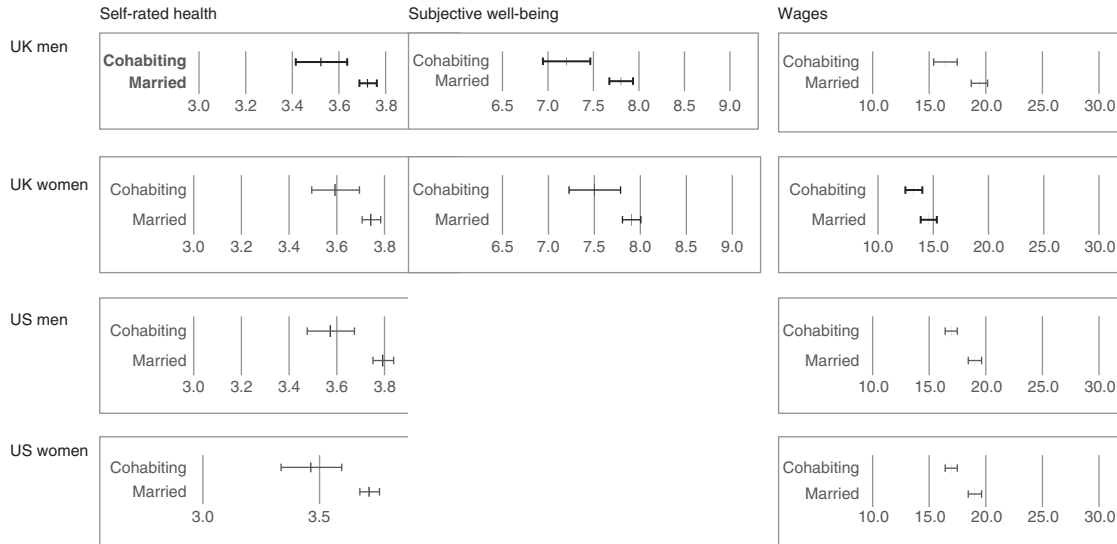 Self-rated health Subjective well-being Wages
UK men
Cohabiting
Married
3.0 3.2 3.4 3.6 3.8
Cohabiting
Married
6.5 7.0 7.5 8.0 8.5 9.0
Cohabiting
Married
10.0 15.0 20.0 25.0 30.0
UK women
Cohabiting
Married
3.0 3.2 3.4 3.6 3.8
Cohabiting
Married
6.5 7.0 7.5 8.0 8.5 9.0
Cohabiting
Married
10.0 15.0 20.0 25.0 30.0
US men
Cohabiting
Married
3.0 3.2 3.4 3.6 3.8
Cohabiting
Married
10.0 15.0 20.0 25.0 30.0
US women
Cohabiting
Married
3.0 3.5
Cohabiting
Married
10.0 15.0 20.0 25.0 30.0